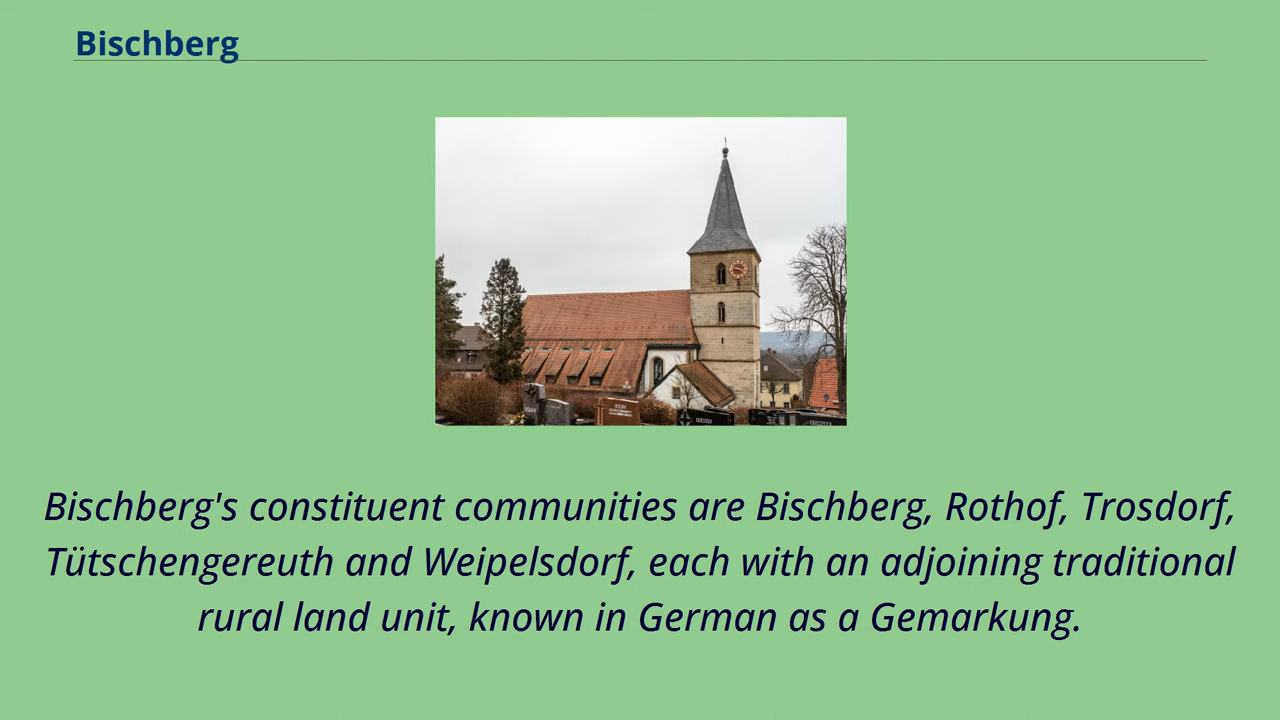 Bischberg
Bischberg's constituent communities are Bischberg, Rothof, Trosdorf,
Tütschengereuth and Weipelsdorf, each with an adjoining traditional
rural land unit, known in German as a Gemarkung.